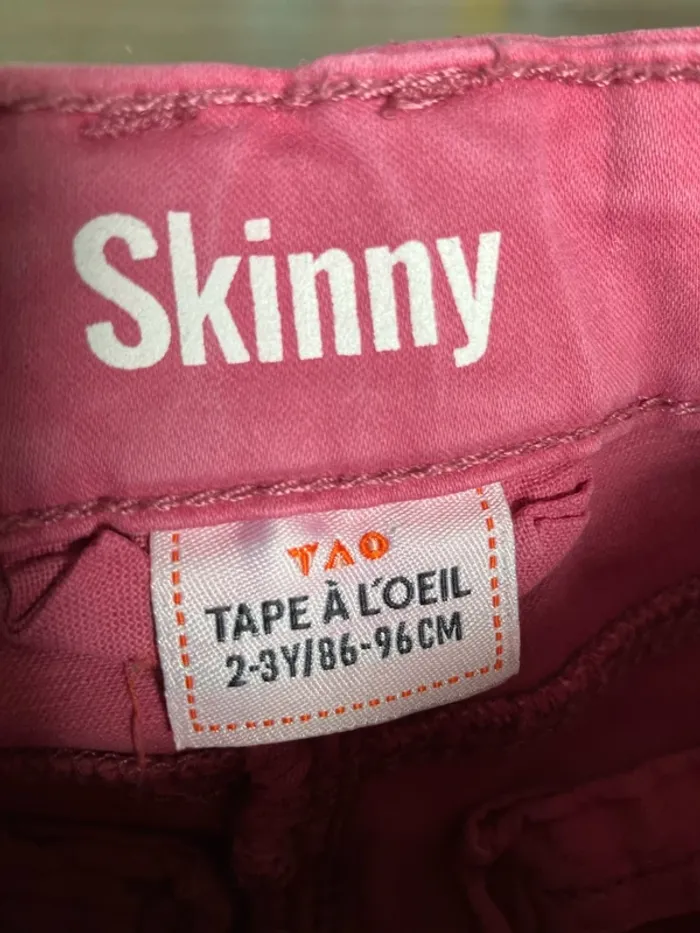 Skinny
TAO
TAPE À L'OEIL
2-3Y/86-96CM